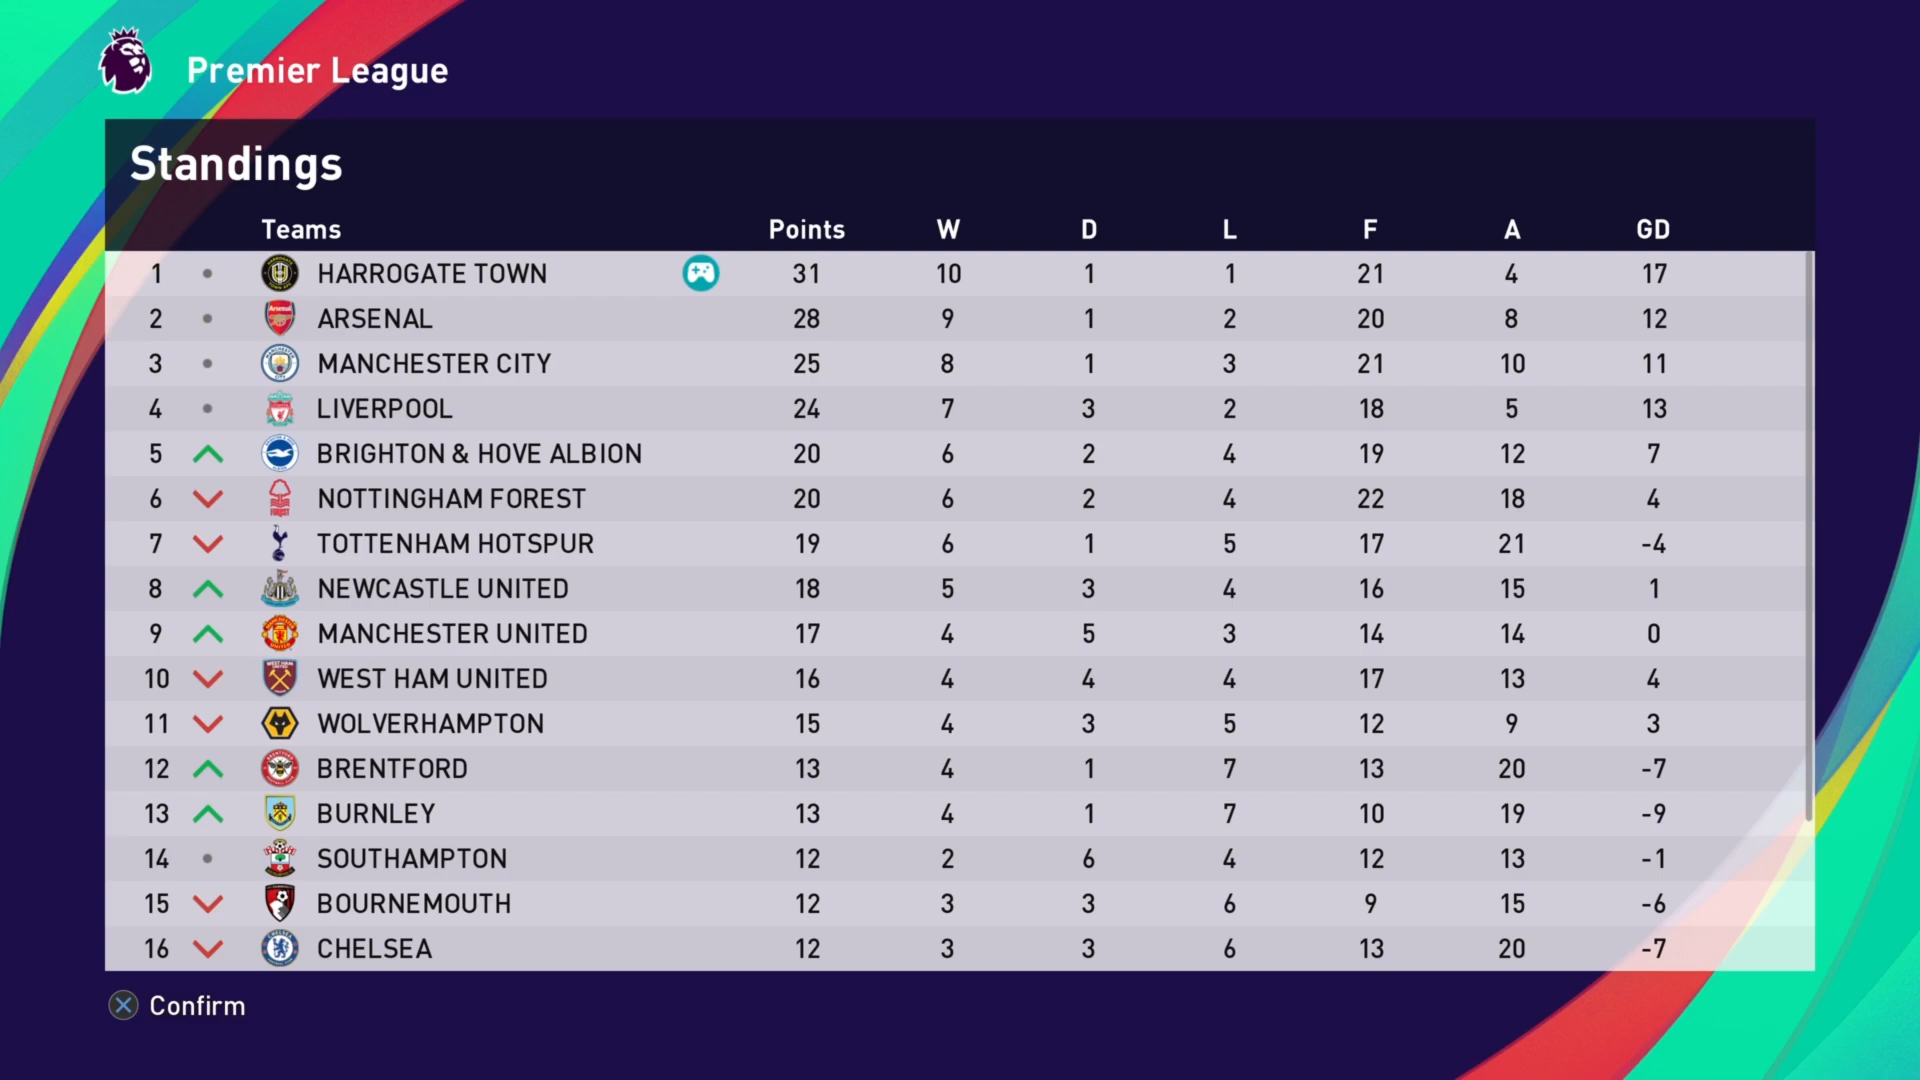 Premier League
Standings
Teams Points W D L F A GD
1 HARROGATE TOWN 31 10 1 1 21 4 17
2 ARSENAL 28 9 1 2 20 8 12
3 MANCHESTER CITY 25 8 1 3 21 10 11
4 LIVERPOOL 24 7 3 2 18 5 13
5 BRIGHTON & HOVE ALBION 20 6 2 4 19 12 7
6 NOTTINGHAM FOREST 20 6 2 4 22 18 4
7 TOTTENHAM HOTSPUR 19 6 1 5 17 21 -4
8 NEWCASTLE UNITED 18 5 3 4 16 15 1
9 MANCHESTER UNITED 17 4 5 3 14 14 0
10 WEST HAM UNITED 16 4 4 4 17 13 4
11 WOLVERHAMPTON 15 4 3 5 12 9 3
12 BRENTFORD 13 4 1 7 13 20 -7
13 BURNLEY 13 4 1 7 10 19 -9
14 SOUTHAMPTON 12 2 6 4 12 13 -1
15 BOURNEMOUTH 12 3 3 6 9 15 -6
16 CHELSEA 12 3 3 6 13 20 -7
Confirm